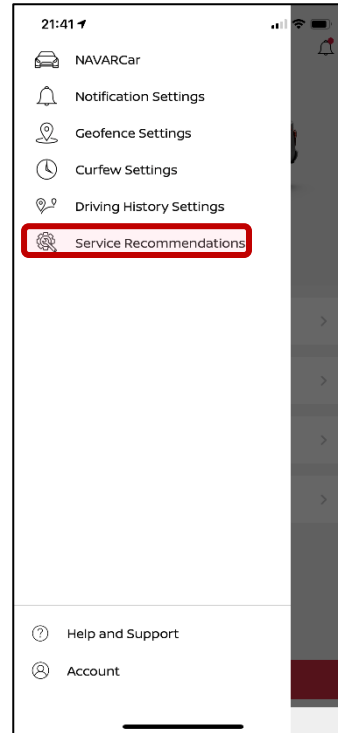 21:41
NAVARCar
Notification Settings
Geofence Settings
Curfew Settings
Driving History Settings
Service Recommendations
Help and Support
Account